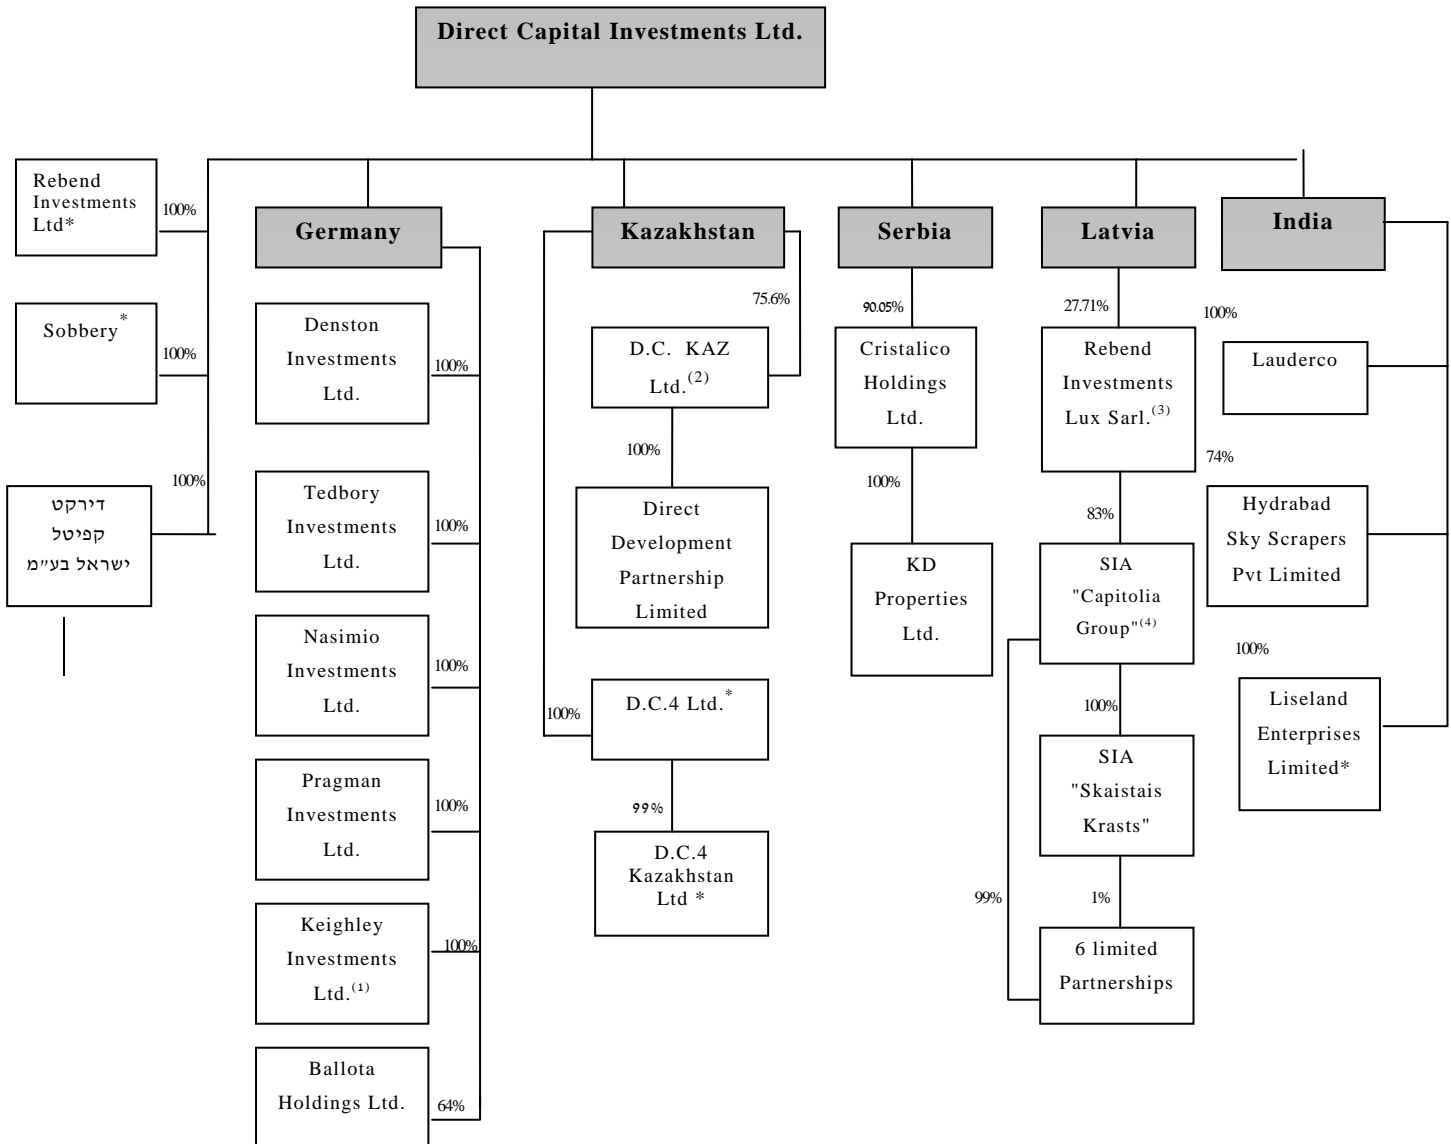 Direct Capital Investments Ltd.
Rebend
Investments
Ltd*
100%
Sobbery*
100%
דירקט
קפיטל
ישראל בע״מ
100%
Germany
Denston
Investments
Ltd.
100%
Tedbory
Investments
Ltd.
100%
Nasimio
Investments
Ltd.
100%
Pragman
Investments
Ltd.
100%
Keighley
Investments
Ltd.(1)
100%
Ballota
Holdings Ltd.
64%
Kazakhstan
75.6%
D.C. KAZ
Ltd.(2)
100%
Direct
Development
Partnership
Limited
100%
D.C.4 Ltd.*
99%
D.C.4
Kazakhstan
Ltd *
Serbia
90.05%
Cristalico
Holdings
Ltd.
100%
KD
Properties
Ltd.
Latvia
27.71%
Rebend
Investments
Lux Sarl.(3)
83%
SIA
"Capitolia
Group"(4)
100%
SIA
"Skaistais
Krasts"
99%
1%
6 limited
Partnerships
India
100%
Lauderco
74%
Hydrabad
Sky Scrapers
Pvt Limited
100%
Liseland
Enterprises
Limited*